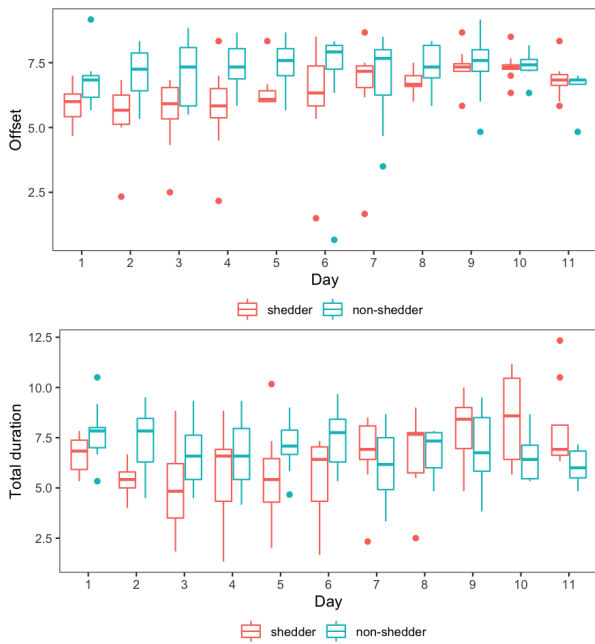 Offset
7.5
5.0
2.5
1 2 3 4 5 6 7 8 9 10 11
Day
shedder non-shedder
Total duration
12.5
10.0
7.5
5.0
2.5
1 2 3 4 5 6 7 8 9 10 11
Day
shedder non-shedder